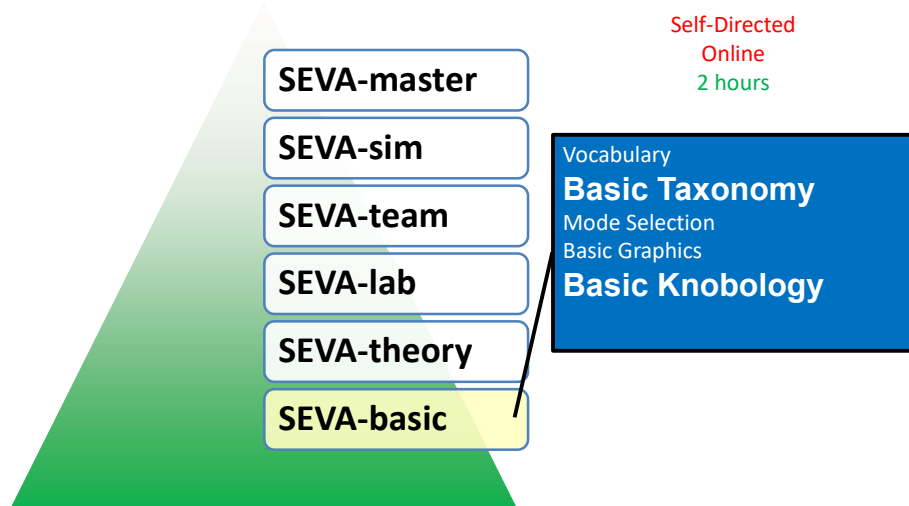 Self-Directed
Online
2 hours
SEVA-master
SEVA-sim
SEVA-team
SEVA-lab
SEVA-theory
SEVA-basic
Vocabulary
Basic Taxonomy
Mode Selection
Basic Graphics
Basic Knobology